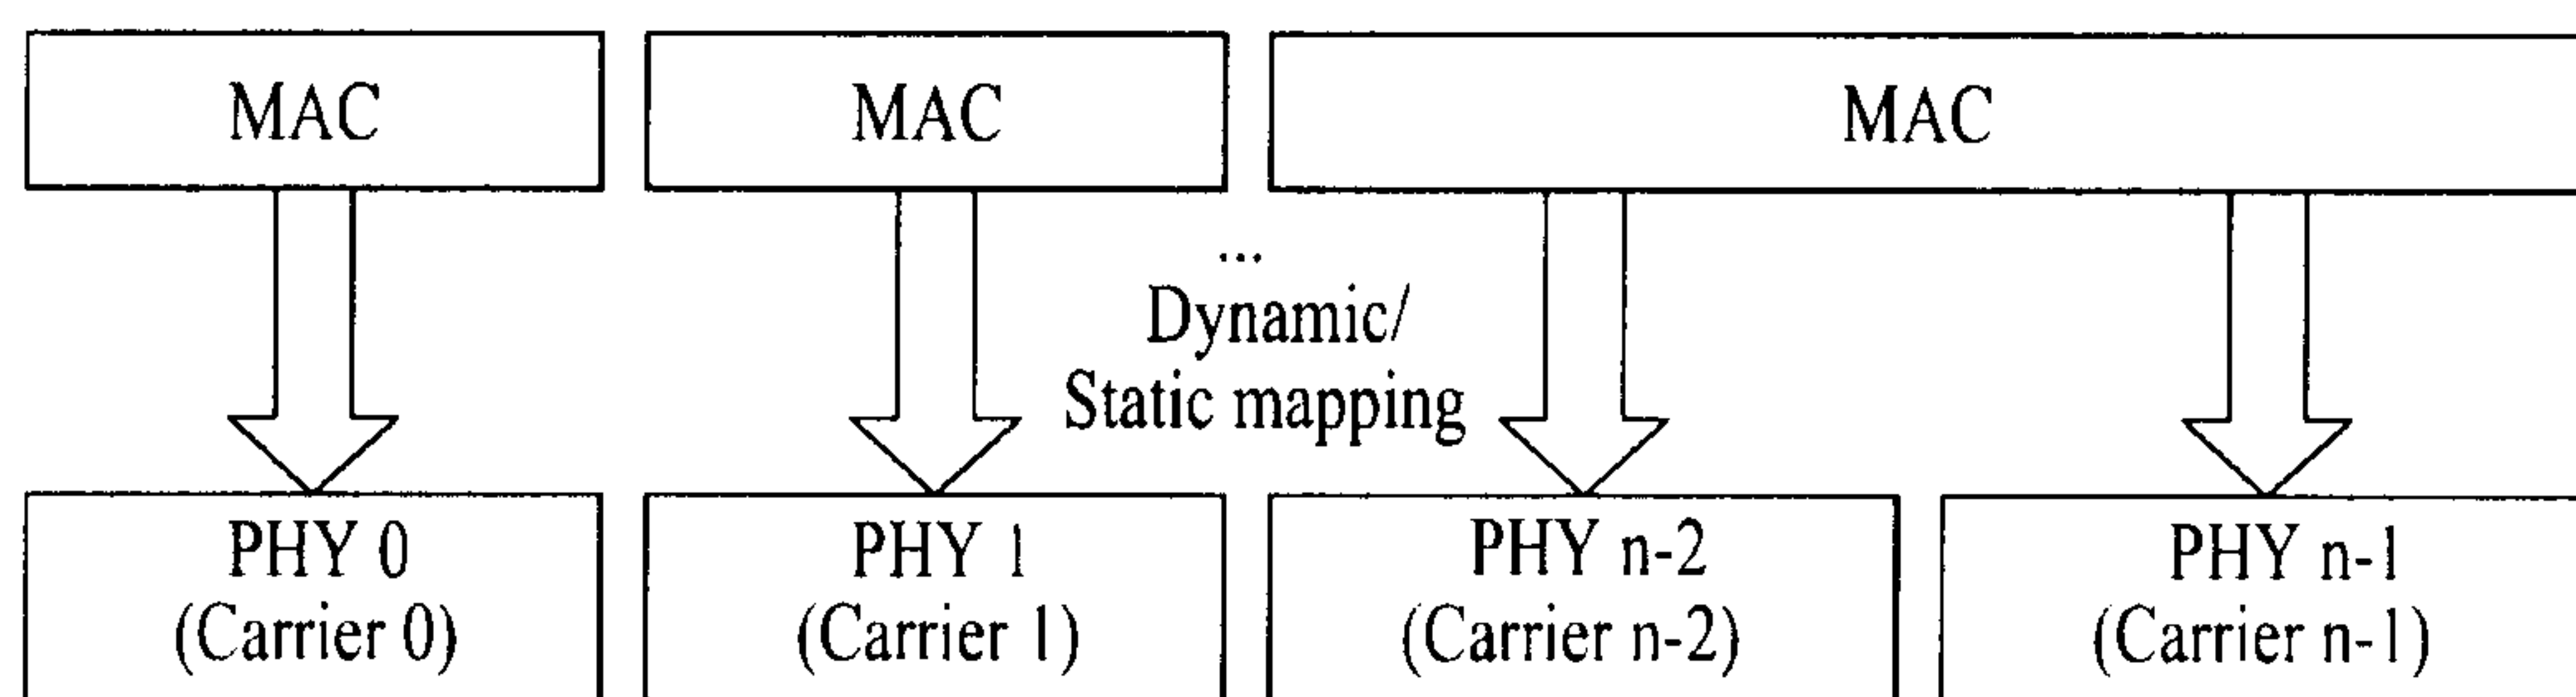 MAC
MAC
MAC
...
Dynamic/
Static mapping
PHY 0
(Carrier 0)
PHY 1
(Carrier 1)
PHY n-2
(Carrier n-2)
PHY n-1
(Carrier n-1)